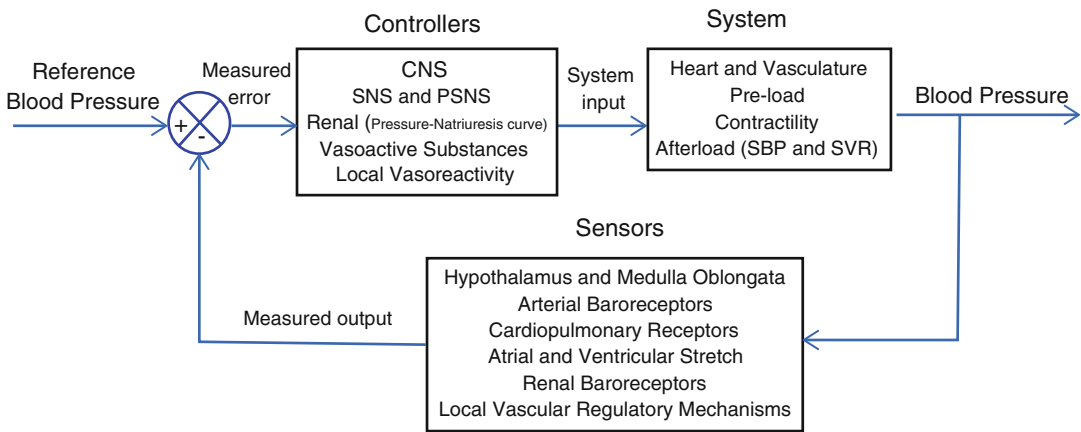 Controllers
System
Reference
Blood Pressure
Measured
error
+
-
CNS
SNS and PSNS
Renal (Pressure-Natriuresis curve)
Vasoactive Substances
Local Vasoreactivity
System
input
Heart and Vasculature
Pre-load
Contractility
Afterload (SBP and SVR)
Blood Pressure
Sensors
Hypothalamus and Medulla Oblongata
Arterial Baroreceptors
Cardiopulmonary Receptors
Atrial and Ventricular Stretch
Renal Baroreceptors
Local Vascular Regulatory Mechanisms
Measured output